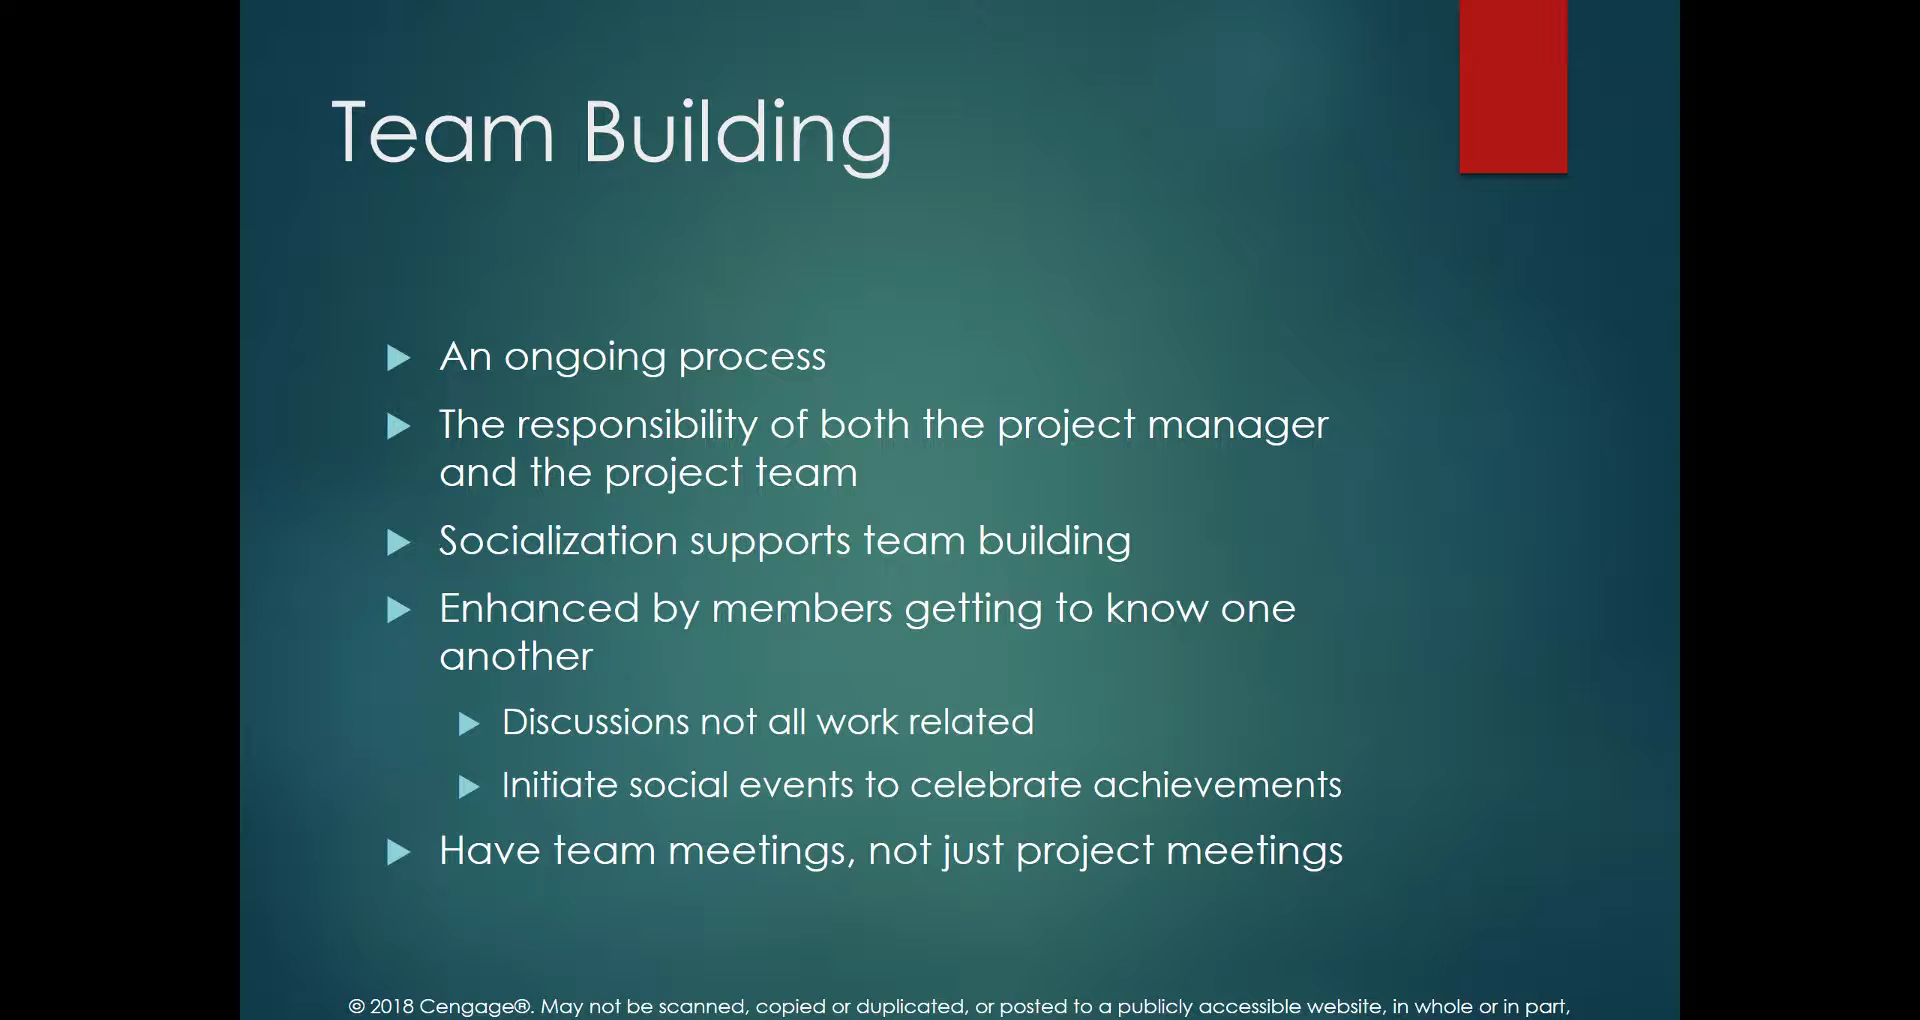 Team Building
An ongoing process
The responsibility of both the project manager
and the project team
Socialization supports team building
Enhanced by members getting to know one
another
Discussions not all work related
Initiate social events to celebrate achievements
Have team meetings, not just project meetings
© 2018 Cengage®. May not be scanned, copied or duplicated, or posted to a publicly accessible website, in whole or in part,